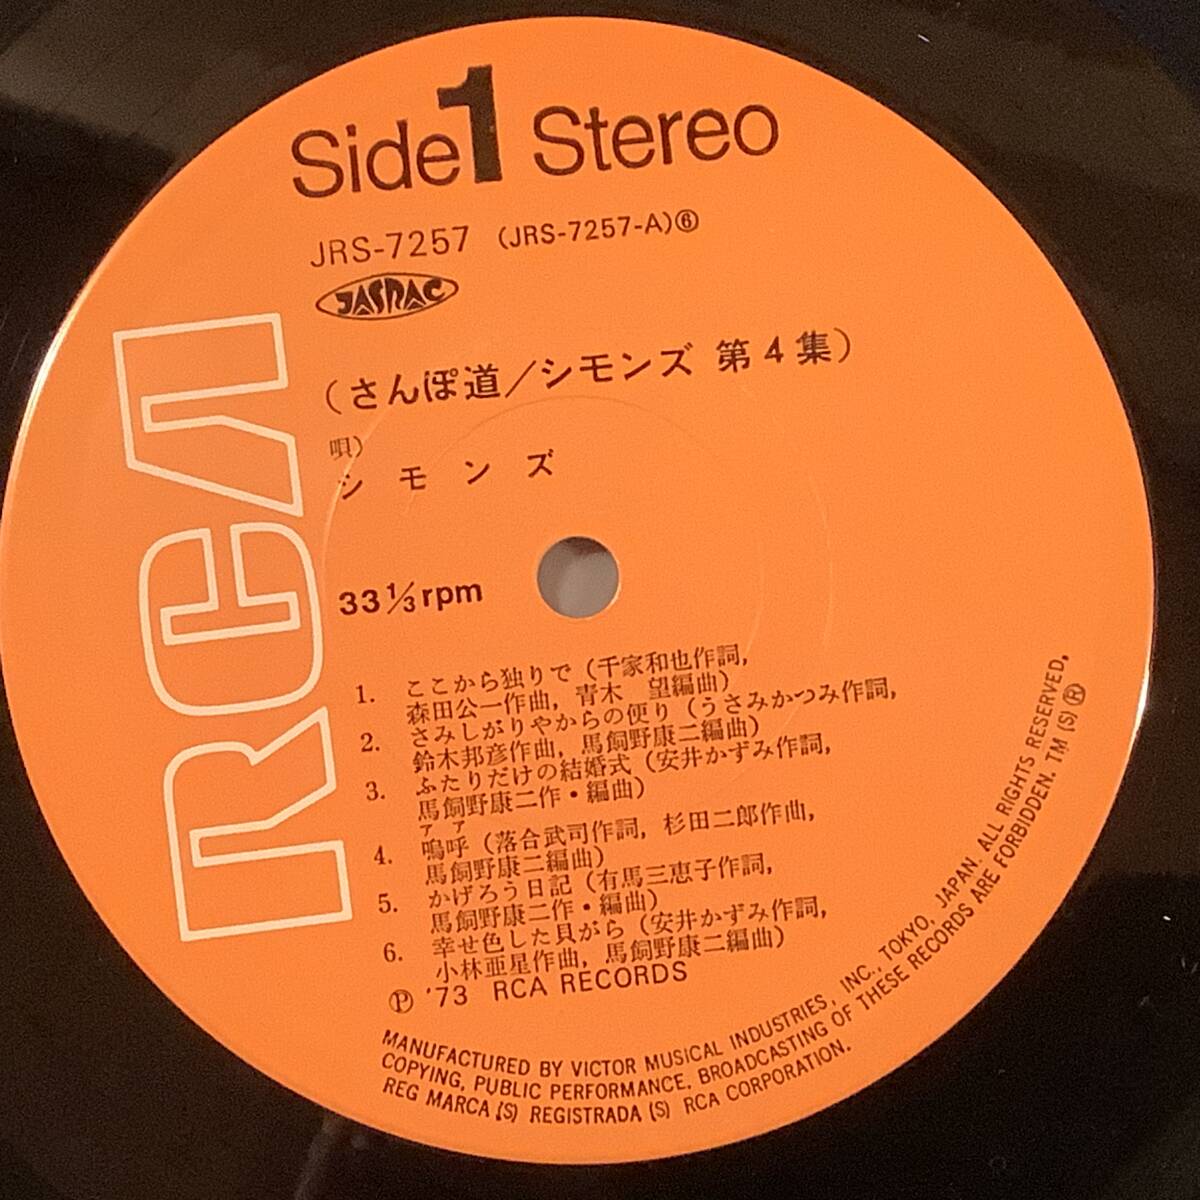 Side 1 Stereo
JRS-7257 (JRS-7257-A)⑥
JASRAC
(さんぽ道／シモンズ 第4集)
唄)
シモンズ
RCA
33 1/3 rpm
1. ここから独りで (千家和也作詞,
森田公一作曲, 青木 望編曲)
2. さみしがりやからの便り (うさみかつみ作詞,
鈴木邦彦作曲, 馬飼野康二編曲)
3. ふたりだけの結婚式 (安井かずみ作詞,
馬飼野康二作・編曲)
アア
4. 嗚呼 (落合武司作詞, 杉田二郎作曲,
馬飼野康二編曲)
5. かげろう日記 (有馬三恵子作詞,
馬飼野康二作・編曲)
6. 幸せ色した貝がら (安井かずみ作詞,
小林亜星作曲, 馬飼野康二編曲)
Ⓟ '73 RCA RECORDS
MANUFACTURED BY VICTOR MUSICAL INDUSTRIES, INC., TOKYO, JAPAN. ALL RIGHTS RESERVED,
COPYING, PUBLIC PERFORMANCE. BROADCASTING OF THESE RECORDS ARE FORBIDDEN. TM (S) ®
REG MARCA (S) REGISTRADA (S) RCA CORPORATION.